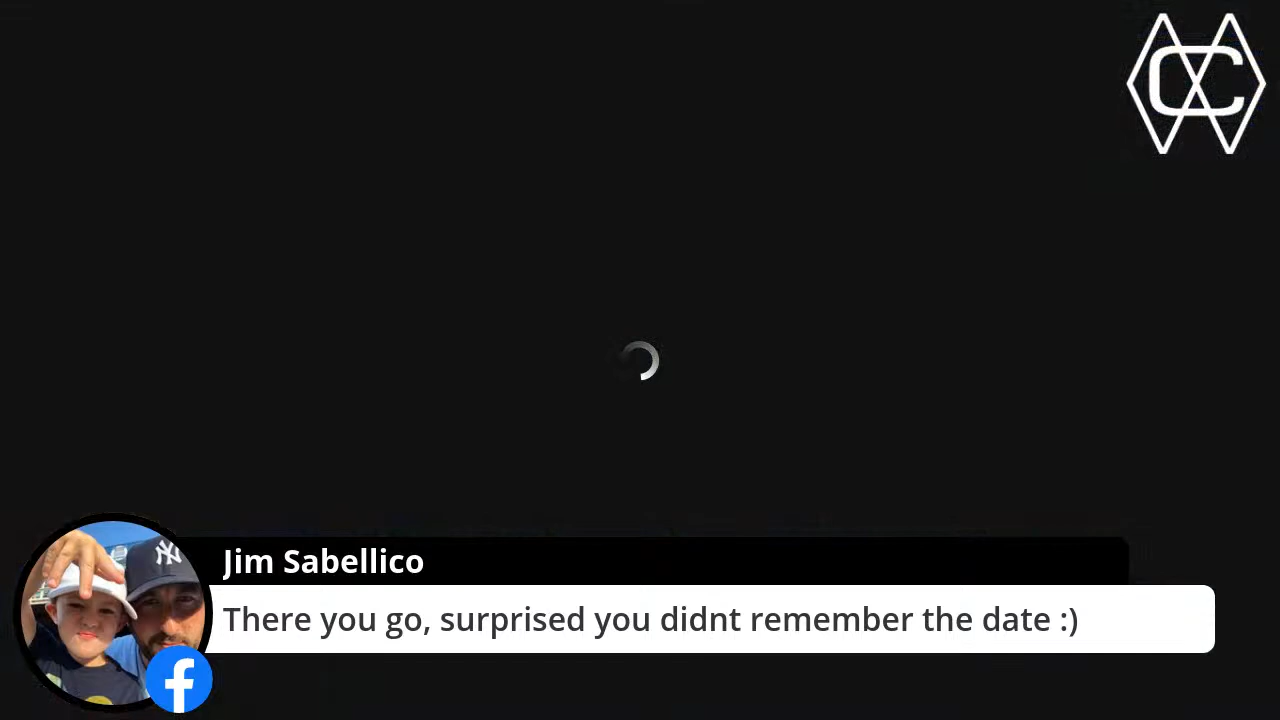 Jim Sabellico
There you go, surprised you didnt remember the date :)